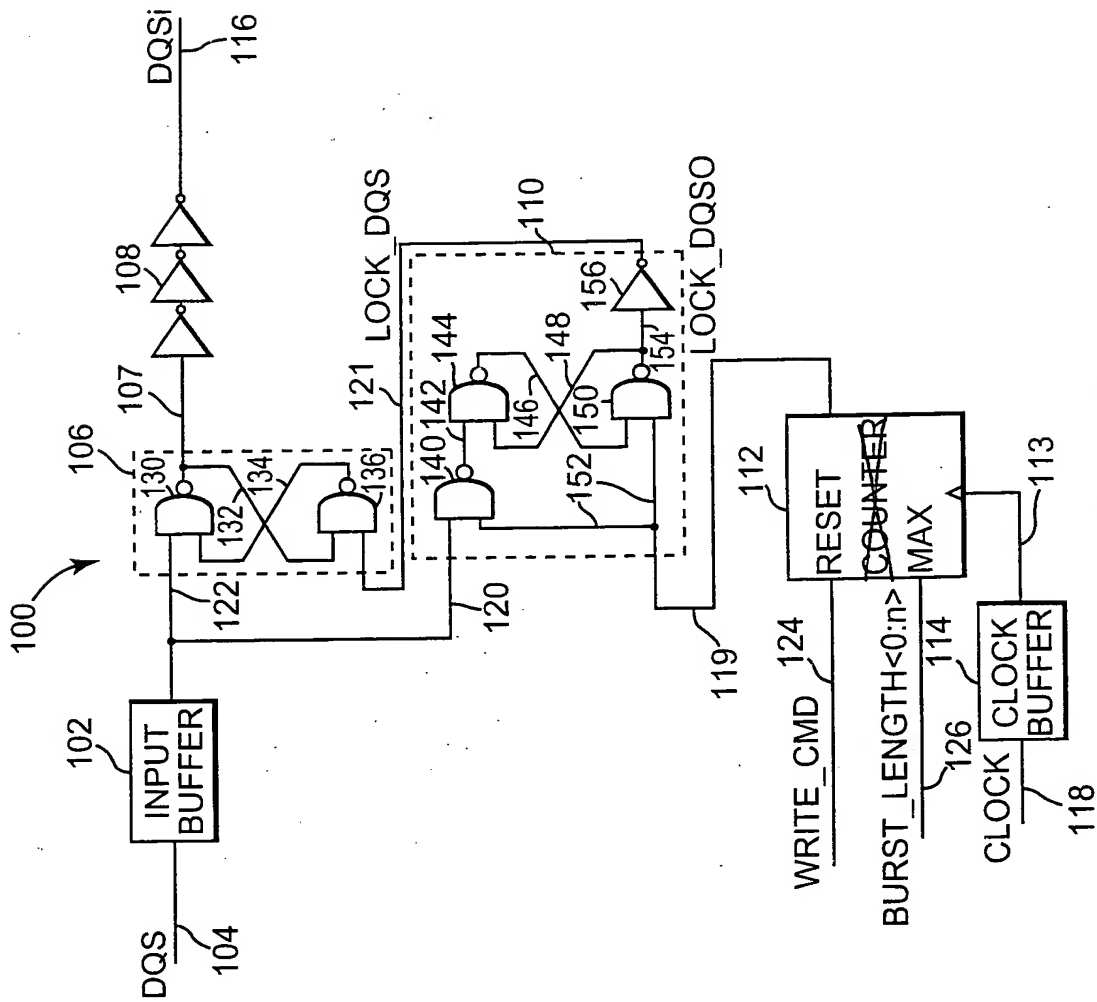 100
DQS
104
102
INPUT
BUFFER
122
106
130
132
134
136
107
108
DQSi
116
120
121
LOCK_DQS
110
140
142
144
146
148
150
152
154
156
LOCK_DQSO
119
WRITE_CMD
124
BURST_LENGTH<0:n>
126
CLOCK
118
114
CLOCK
BUFFER
113
112
RESET
COUNTER
MAX